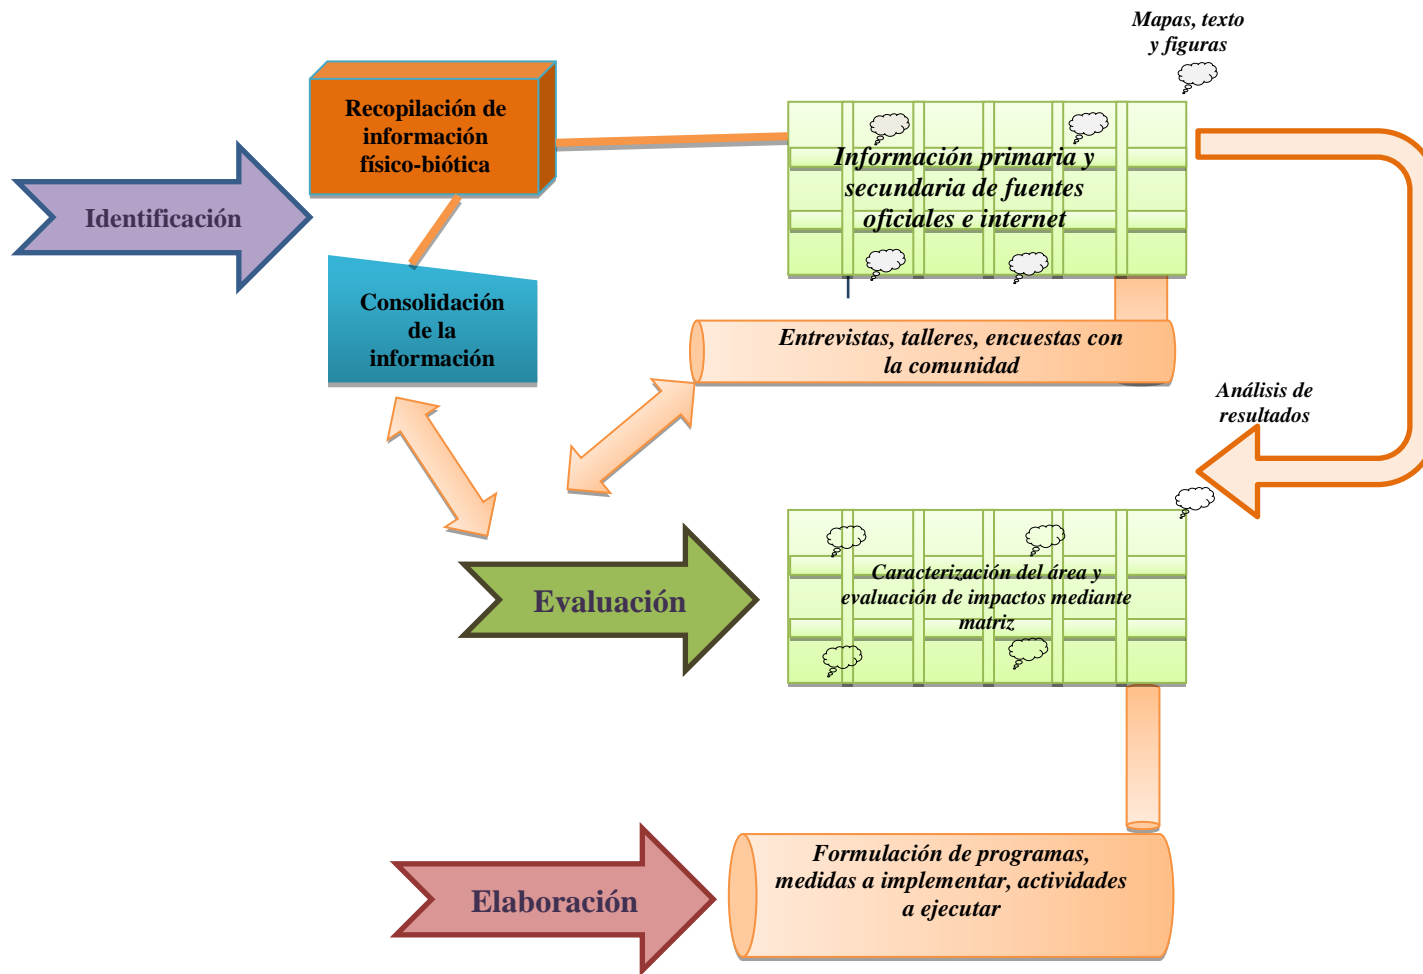 Mapas, texto
y figuras
Recopilación de
información
físico-biótica
Información primaria y
secundaria de fuentes
oficiales e internet
Identificación
Consolidación
de la
información
Entrevistas, talleres, encuestas con
la comunidad
Análisis de
resultados
Evaluación
Caracterización del área y
evaluación de impactos mediante
matriz
Elaboración
Formulación de programas,
medidas a implementar, actividades
a ejecutar